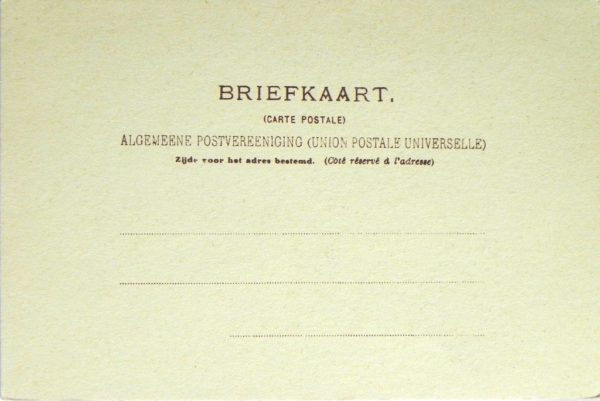 BRIEFKAART.
(CARTE POSTALE)
ALGEMEENE POSTVEREENIGING (UNION POSTALE UNIVERSELLE)
Zijde voor het adres bestemd. (Côté réservé à l'adresse)